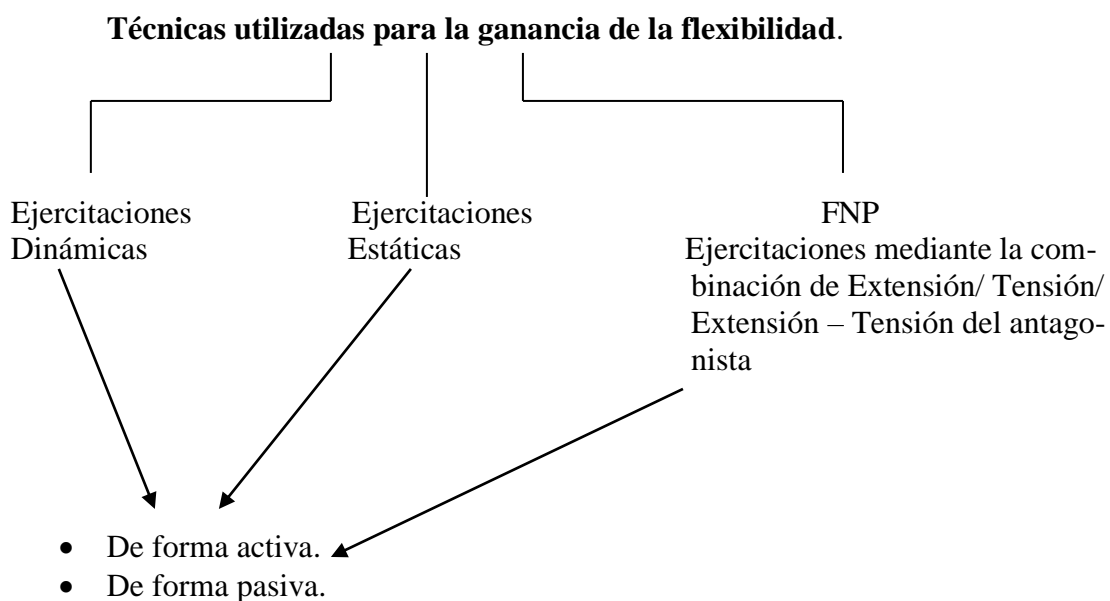 Técnicas utilizadas para la ganancia de la flexibilidad.
Ejercitaciones
Dinámicas
Ejercitaciones
Estáticas
FNP
Ejercitaciones mediante la com-
binación de Extensión/ Tensión/
Extensión – Tensión del antago-
nista
• De forma activa.
• De forma pasiva.